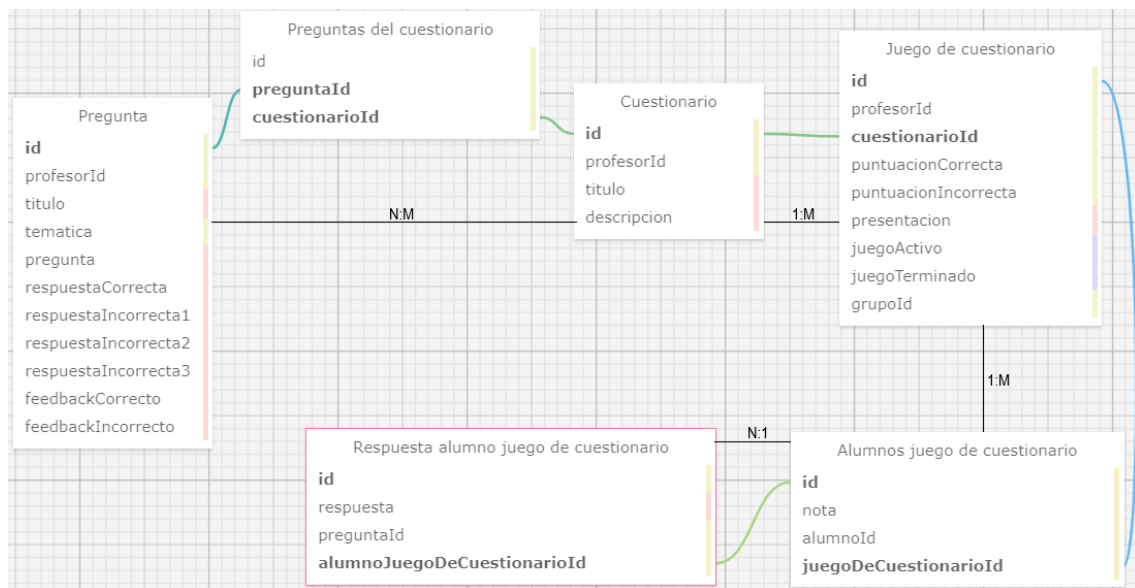 Preguntas del cuestionario
id
preguntaId
cuestionarioId
Pregunta
id
profesorId
titulo
tematica
pregunta
respuestaCorrecta
respuestaIncorrecta1
respuestaIncorrecta2
respuestaIncorrecta3
feedbackCorrecto
feedbackIncorrecto
N:M
Cuestionario
id
profesorId
titulo
descripcion
1:M
Juego de cuestionario
id
profesorId
cuestionarioId
puntuacionCorrecta
puntuacionIncorrecta
presentacion
juegoActivo
juegoTerminado
grupoId
1:M
Respuesta alumno juego de cuestionario
id
respuesta
preguntaId
alumnoJuegoDeCuestionarioId
N:1
Alumnos juego de cuestionario
id
nota
alumnoId
juegoDeCuestionarioId